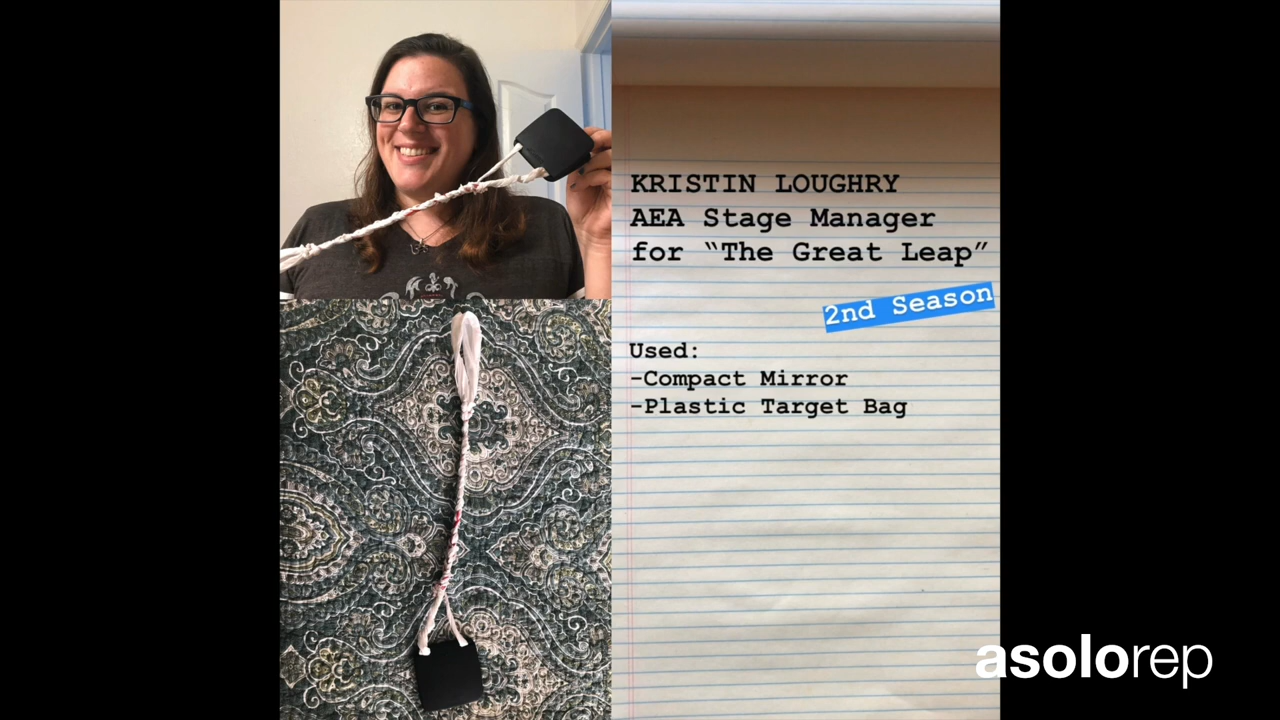 KRISTIN LOUGHRY
AEA Stage Manager
for “The Great Leap”
2nd Season
Used:
-Compact Mirror
-Plastic Target Bag
asolorep